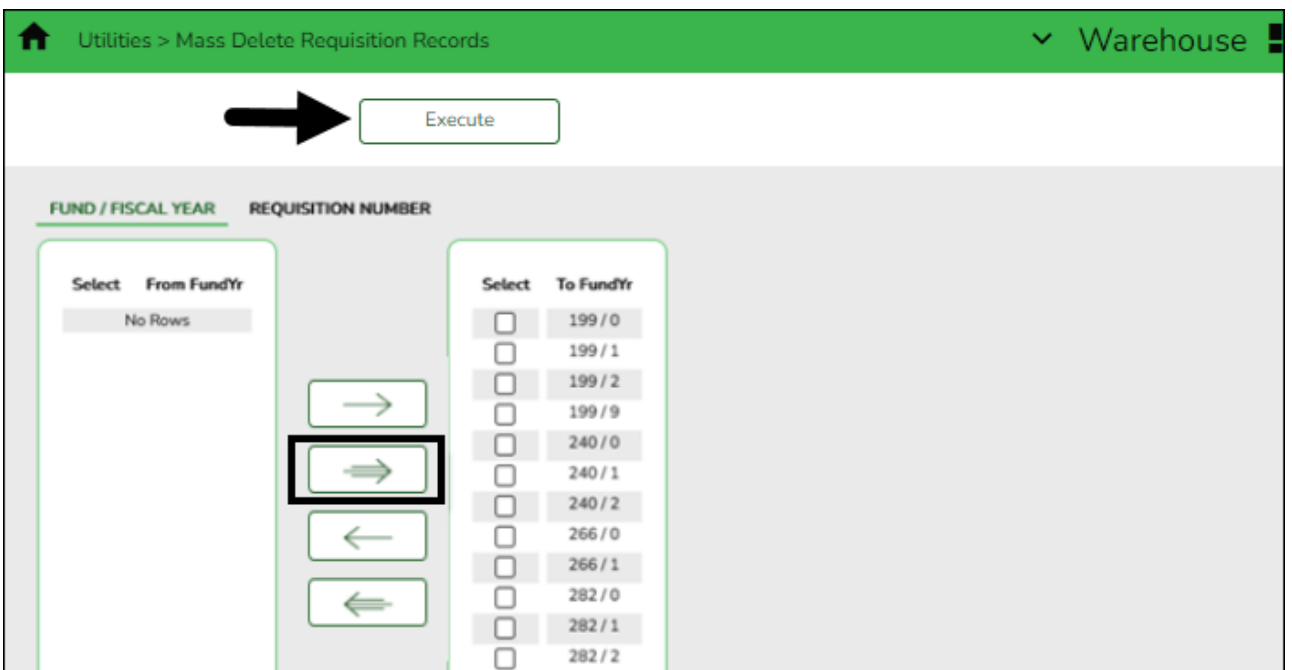 Utilities > Mass Delete Requisition Records
Warehouse
Execute
FUND / FISCAL YEAR REQUISITION NUMBER
Select From FundYr
No Rows
Select To FundYr
199 / 0
199 / 1
199 / 2
199 / 9
240 / 0
240 / 1
240 / 2
266 / 0
266 / 1
282 / 0
282 / 1
282 / 2